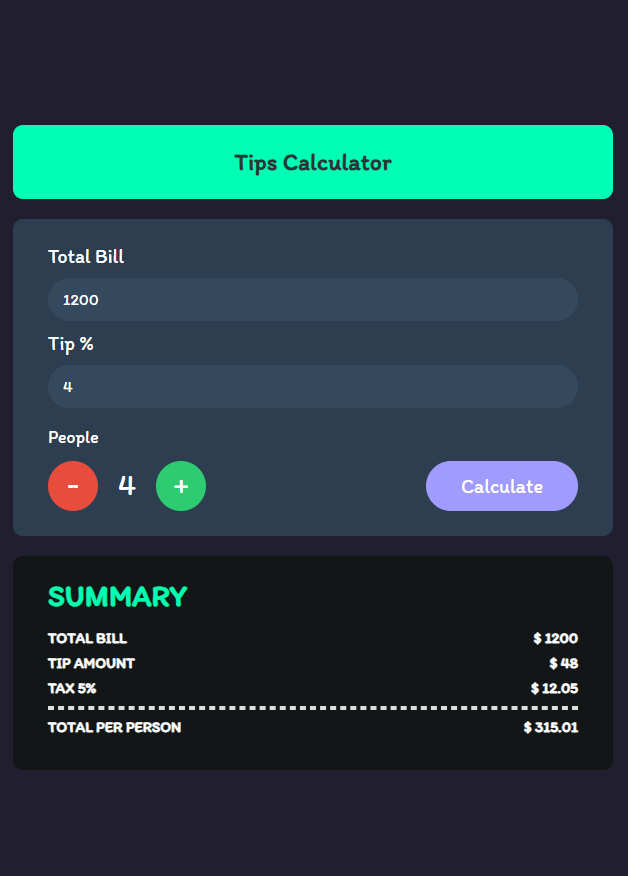 Tips Calculator
Total Bill
1200
Tip %
4
People
- 4 + Calculate
SUMMARY
TOTAL BILL $ 1200
TIP AMOUNT $ 48
TAX 5% $ 12.05
TOTAL PER PERSON $ 315.01